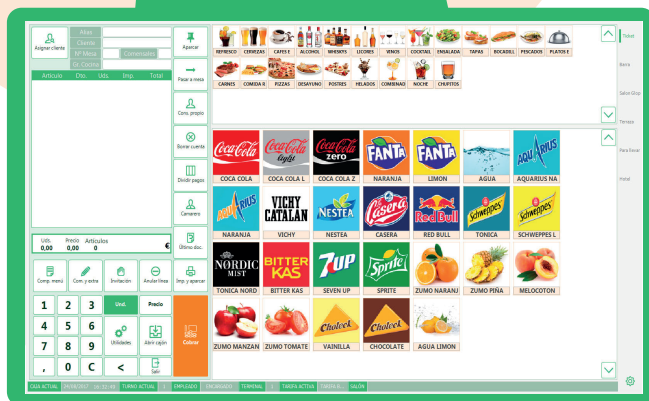 Asignar cliente
Alias
Cliente
Nº Mesa
Comensales
Gr. Cocina
Artículo Dto. Uds. Imp. Total
Aparcar
Pasar a mesa
Cons. propio
Borrar cuenta
Dividir pagos
Camarero
Último doc.
Imp. y aparcar
Uds. Precio Artículos
0,00 0,00 0 €
Comp. menú
Com. y extra
Invitación
Anular línea
1 2 3 Und. Precio
4 5 6
7 8 9
, 0 C <
Utilidades
Abrir cajón
Salir
Cobrar
REFRESCO CERVEZAS CAFES E ALCOHOL WHISKYS LICORES VINOS COCTAIL ENSALADA TAPAS BOCADILL PESCADOS PLATOS E
CARNES COMIDA R PIZZAS DESAYUNO POSTRES HELADOS COMBINAD NOCHE CHUPITOS
Coca-Cola Coca-Cola light Coca-Cola zero FANTA FANTA AQUARIUS
COCA COLA COCA COLA L COCA COLA Z NARANJA LIMON AGUA AQUARIUS NA
AQUARIUS VICHY CATALÁN NESTEA Casera Red Bull Schweppes Schweppes
NARANJA VICHY NESTEA CASERA RED BULL TONICA SCHWEPPES L
NORDIC MIST BITTER KAS 7UP Sprite
TONICA NORD BITTER KAS SEVEN UP SPRITE ZUMO NARANJ ZUMO PIÑA MELOCOTON
Choleck Choleck
ZUMO MANZAN ZUMO TOMATE VAINILLA CHOCOLATE AGUA LIMON
Ticket
Barra
Salon Glop
Terraza
Para llevar
Hotel
CAJA ACTUAL TURNO ACTUAL EMPLEADO ENCARGADO TERMINAL 1 TARIFA ACTIVA SALÓN